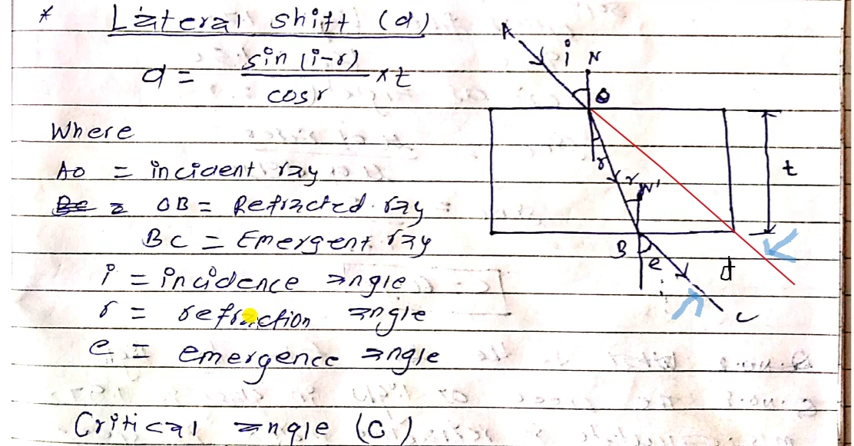 * Lateral shift (d)
d = sin (i-r) / cos r × t
Where
AO = incident ray
OB = Refracted ray
BC = Emergent ray
i = incidence angle
r = refraction angle
e = emergence angle
Critical angle (C)
A
i
N
O
r
r
N'
t
B
e
d
C